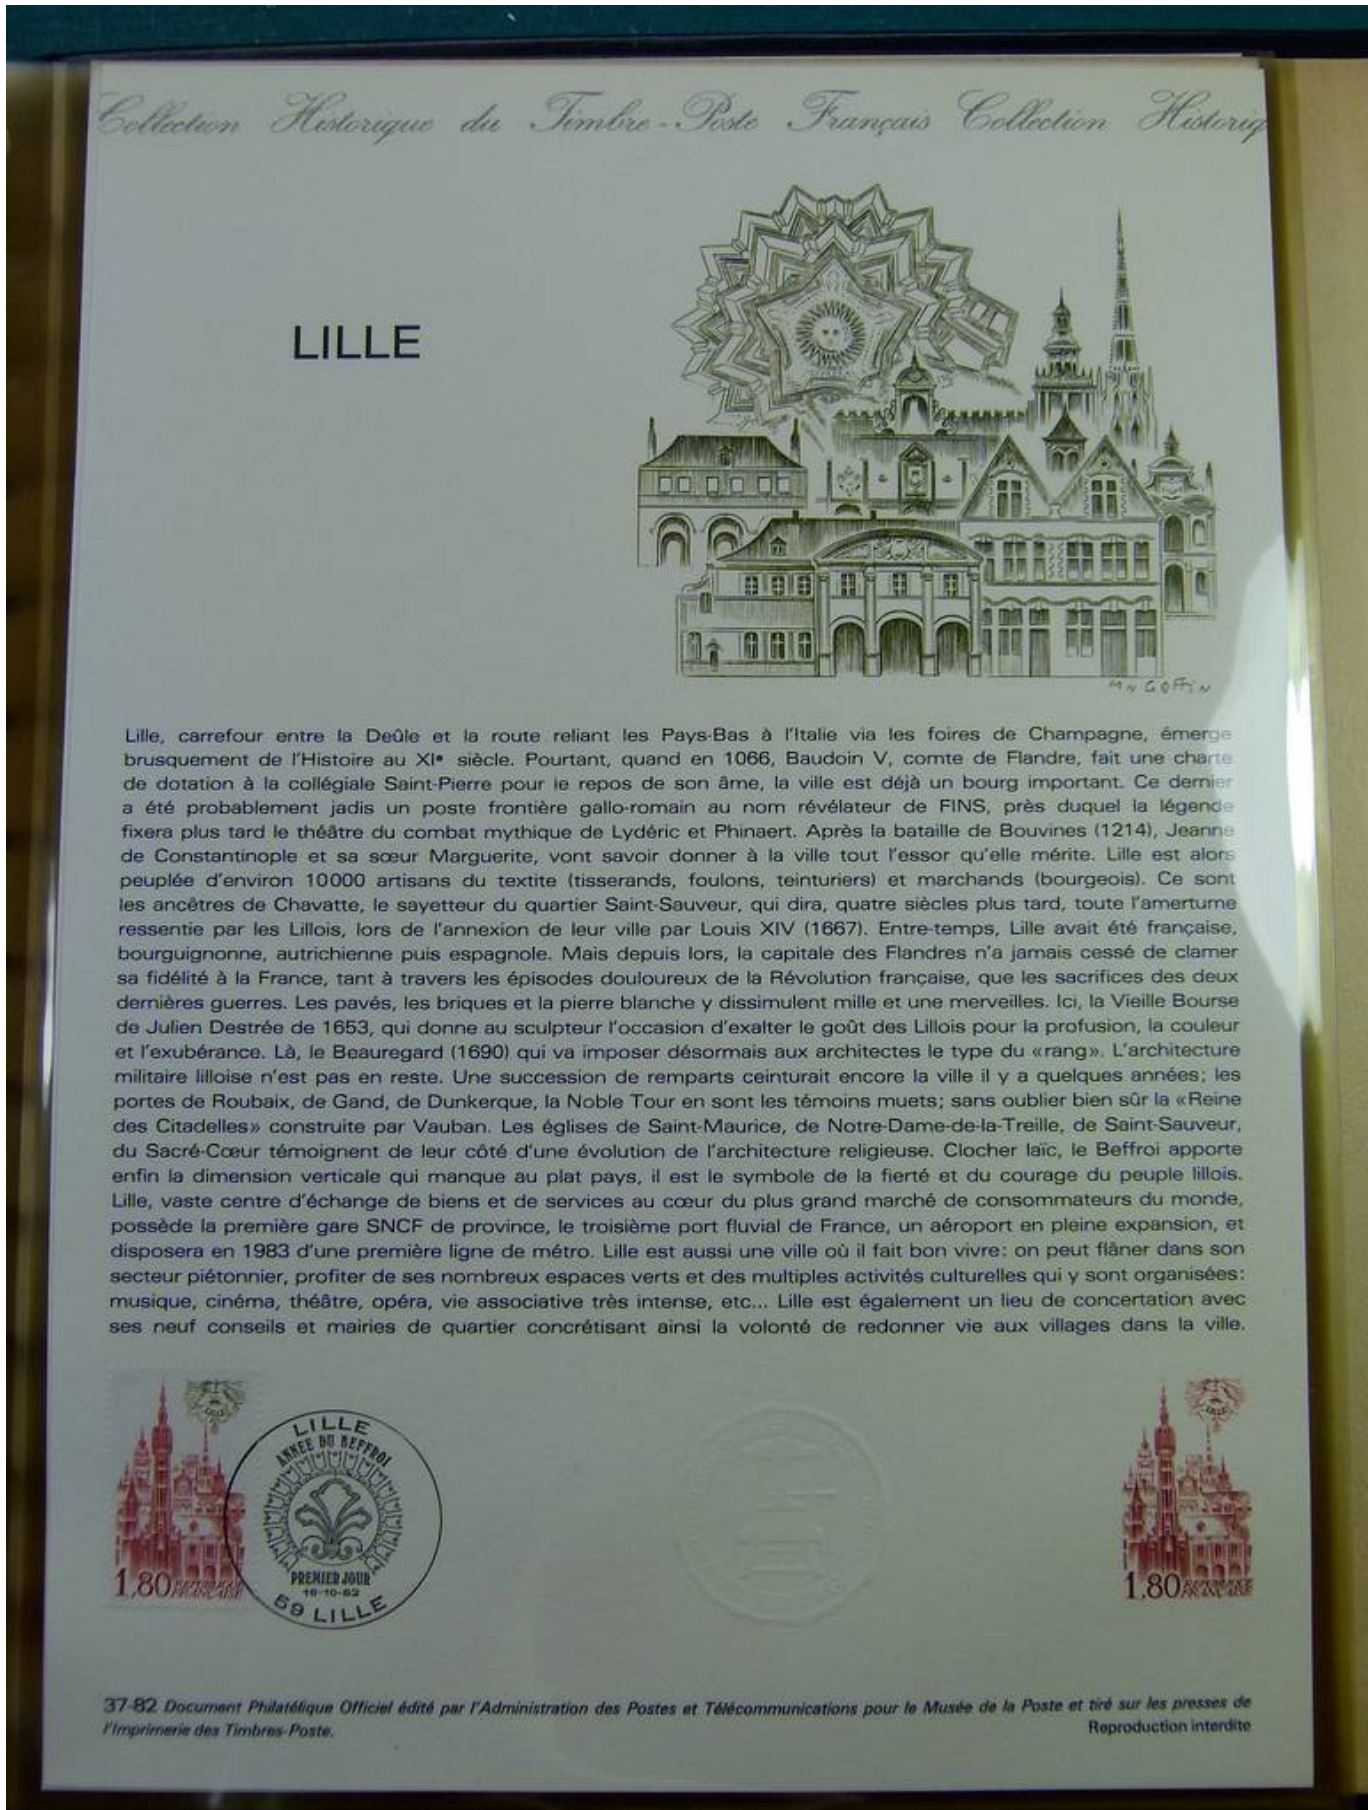 Collection Historique du Timbre-Poste Français Collection Historiq
LILLE
MN GOFFIN
Lille, carrefour entre la Deûle et la route reliant les Pays-Bas à l'Italie via les foires de Champagne, émerge
brusquement de l'Histoire au XIe siècle. Pourtant, quand en 1066, Baudoin V, comte de Flandre, fait une charte
de dotation à la collégiale Saint-Pierre pour le repos de son âme, la ville est déjà un bourg important. Ce dernier
a été probablement jadis un poste frontière gallo-romain au nom révélateur de FINS, près duquel la légende
fixera plus tard le théâtre du combat mythique de Lydéric et Phinaert. Après la bataille de Bouvines (1214), Jeanne
de Constantinople et sa sœur Marguerite, vont savoir donner à la ville tout l'essor qu'elle mérite. Lille est alors
peuplée d'environ 10000 artisans du textite (tisserands, foulons, teinturiers) et marchands (bourgeois). Ce sont
les ancêtres de Chavatte, le sayetteur du quartier Saint-Sauveur, qui dira, quatre siècles plus tard, toute l'amertume
ressentie par les Lillois, lors de l'annexion de leur ville par Louis XIV (1667). Entre-temps, Lille avait été française,
bourguignonne, autrichienne puis espagnole. Mais depuis lors, la capitale des Flandres n'a jamais cessé de clamer
sa fidélité à la France, tant à travers les épisodes douloureux de la Révolution française, que les sacrifices des deux
dernières guerres. Les pavés, les briques et la pierre blanche y dissimulent mille et une merveilles. Ici, la Vieille Bourse
de Julien Destrée de 1653, qui donne au sculpteur l'occasion d'exalter le goût des Lillois pour la profusion, la couleur
et l'exubérance. Là, le Beauregard (1690) qui va imposer désormais aux architectes le type du «rang». L'architecture
militaire lilloise n'est pas en reste. Une succession de remparts ceinturait encore la ville il y a quelques années; les
portes de Roubaix, de Gand, de Dunkerque, la Noble Tour en sont les témoins muets; sans oublier bien sûr la «Reine
des Citadelles» construite par Vauban. Les églises de Saint-Maurice, de Notre-Dame-de-la-Treille, de Saint-Sauveur,
du Sacré-Cœur témoignent de leur côté d'une évolution de l'architecture religieuse. Clocher laïc, le Beffroi apporte
enfin la dimension verticale qui manque au plat pays, il est le symbole de la fierté et du courage du peuple lillois.
Lille, vaste centre d'échange de biens et de services au cœur du plus grand marché de consommateurs du monde,
possède la première gare SNCF de province, le troisième port fluvial de France, un aéroport en pleine expansion, et
disposera en 1983 d'une première ligne de métro. Lille est aussi une ville où il fait bon vivre: on peut flâner dans son
secteur piétonnier, profiter de ses nombreux espaces verts et des multiples activités culturelles qui y sont organisées:
musique, cinéma, théâtre, opéra, vie associative très intense, etc... Lille est également un lieu de concertation avec
ses neuf conseils et mairies de quartier concrétisant ainsi la volonté de redonner vie aux villages dans la ville.
LILLE
ANNEE DU BEFFROI
PREMIER JOUR
16-10-82
59 LILLE
1,80 REPUBLIQUE FRANÇAISE
1,80 REPUBLIQUE FRANÇAISE
37-82 Document Philatélique Officiel édité par l'Administration des Postes et Télécommunications pour le Musée de la Poste et tiré sur les presses de
l'Imprimerie des Timbres-Poste.
Reproduction interdite